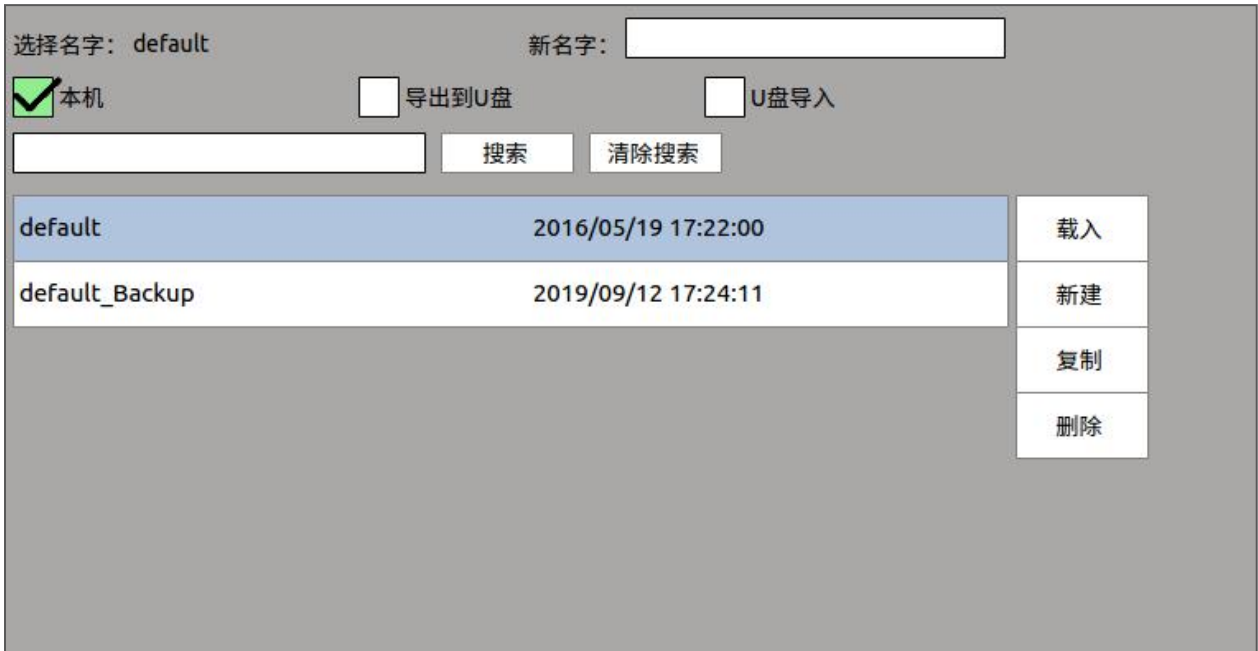 选择名字： default 新名字：
本机 导出到U盘 U盘导入
搜索 清除搜索
default 2016/05/19 17:22:00 载入
default_Backup 2019/09/12 17:24:11 新建
复制
删除